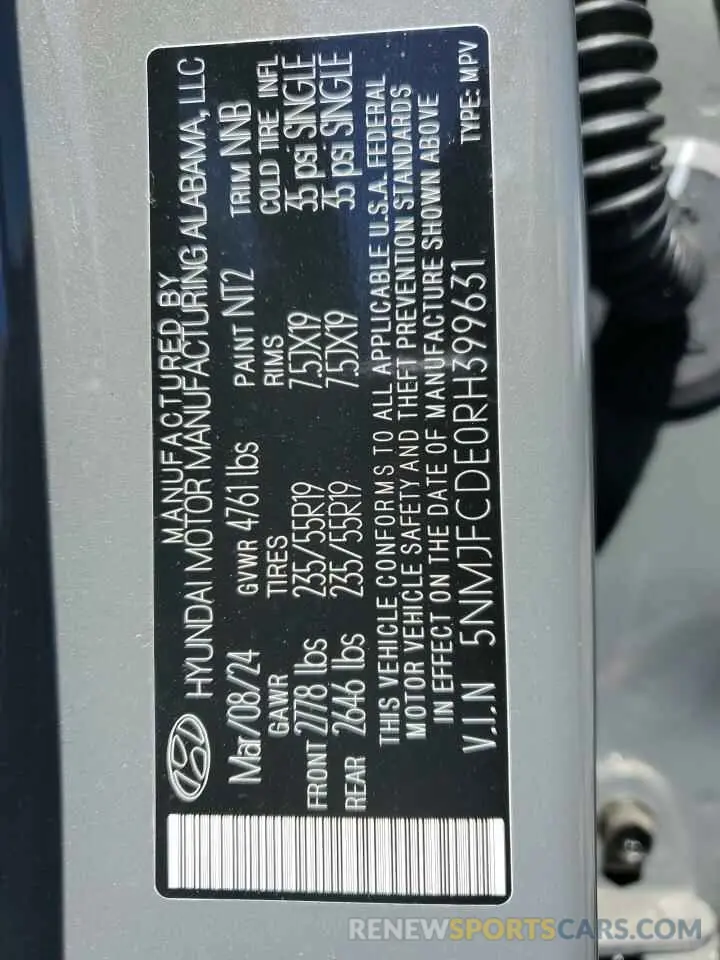 MANUFACTURED BY
HYUNDAI MOTOR MANUFACTURING ALABAMA, LLC
Mar/08/24 GVWR 4761 lbs PAINT NT2 TRIM NNB
GAWR TIRES RIMS COLD TIRE INFL
FRONT 2778 lbs 235/55R19 7.5JX19 35 psi SINGLE
REAR 2646 lbs 235/55R19 7.5JX19 35 psi SINGLE
THIS VEHICLE CONFORMS TO ALL APPLICABLE U.S.A. FEDERAL
MOTOR VEHICLE SAFETY AND THEFT PREVENTION STANDARDS
IN EFFECT ON THE DATE OF MANUFACTURE SHOWN ABOVE
V.I.N 5NMJFCDE0RH399631 TYPE: MPV
RENEWSPORTSCARS.COM